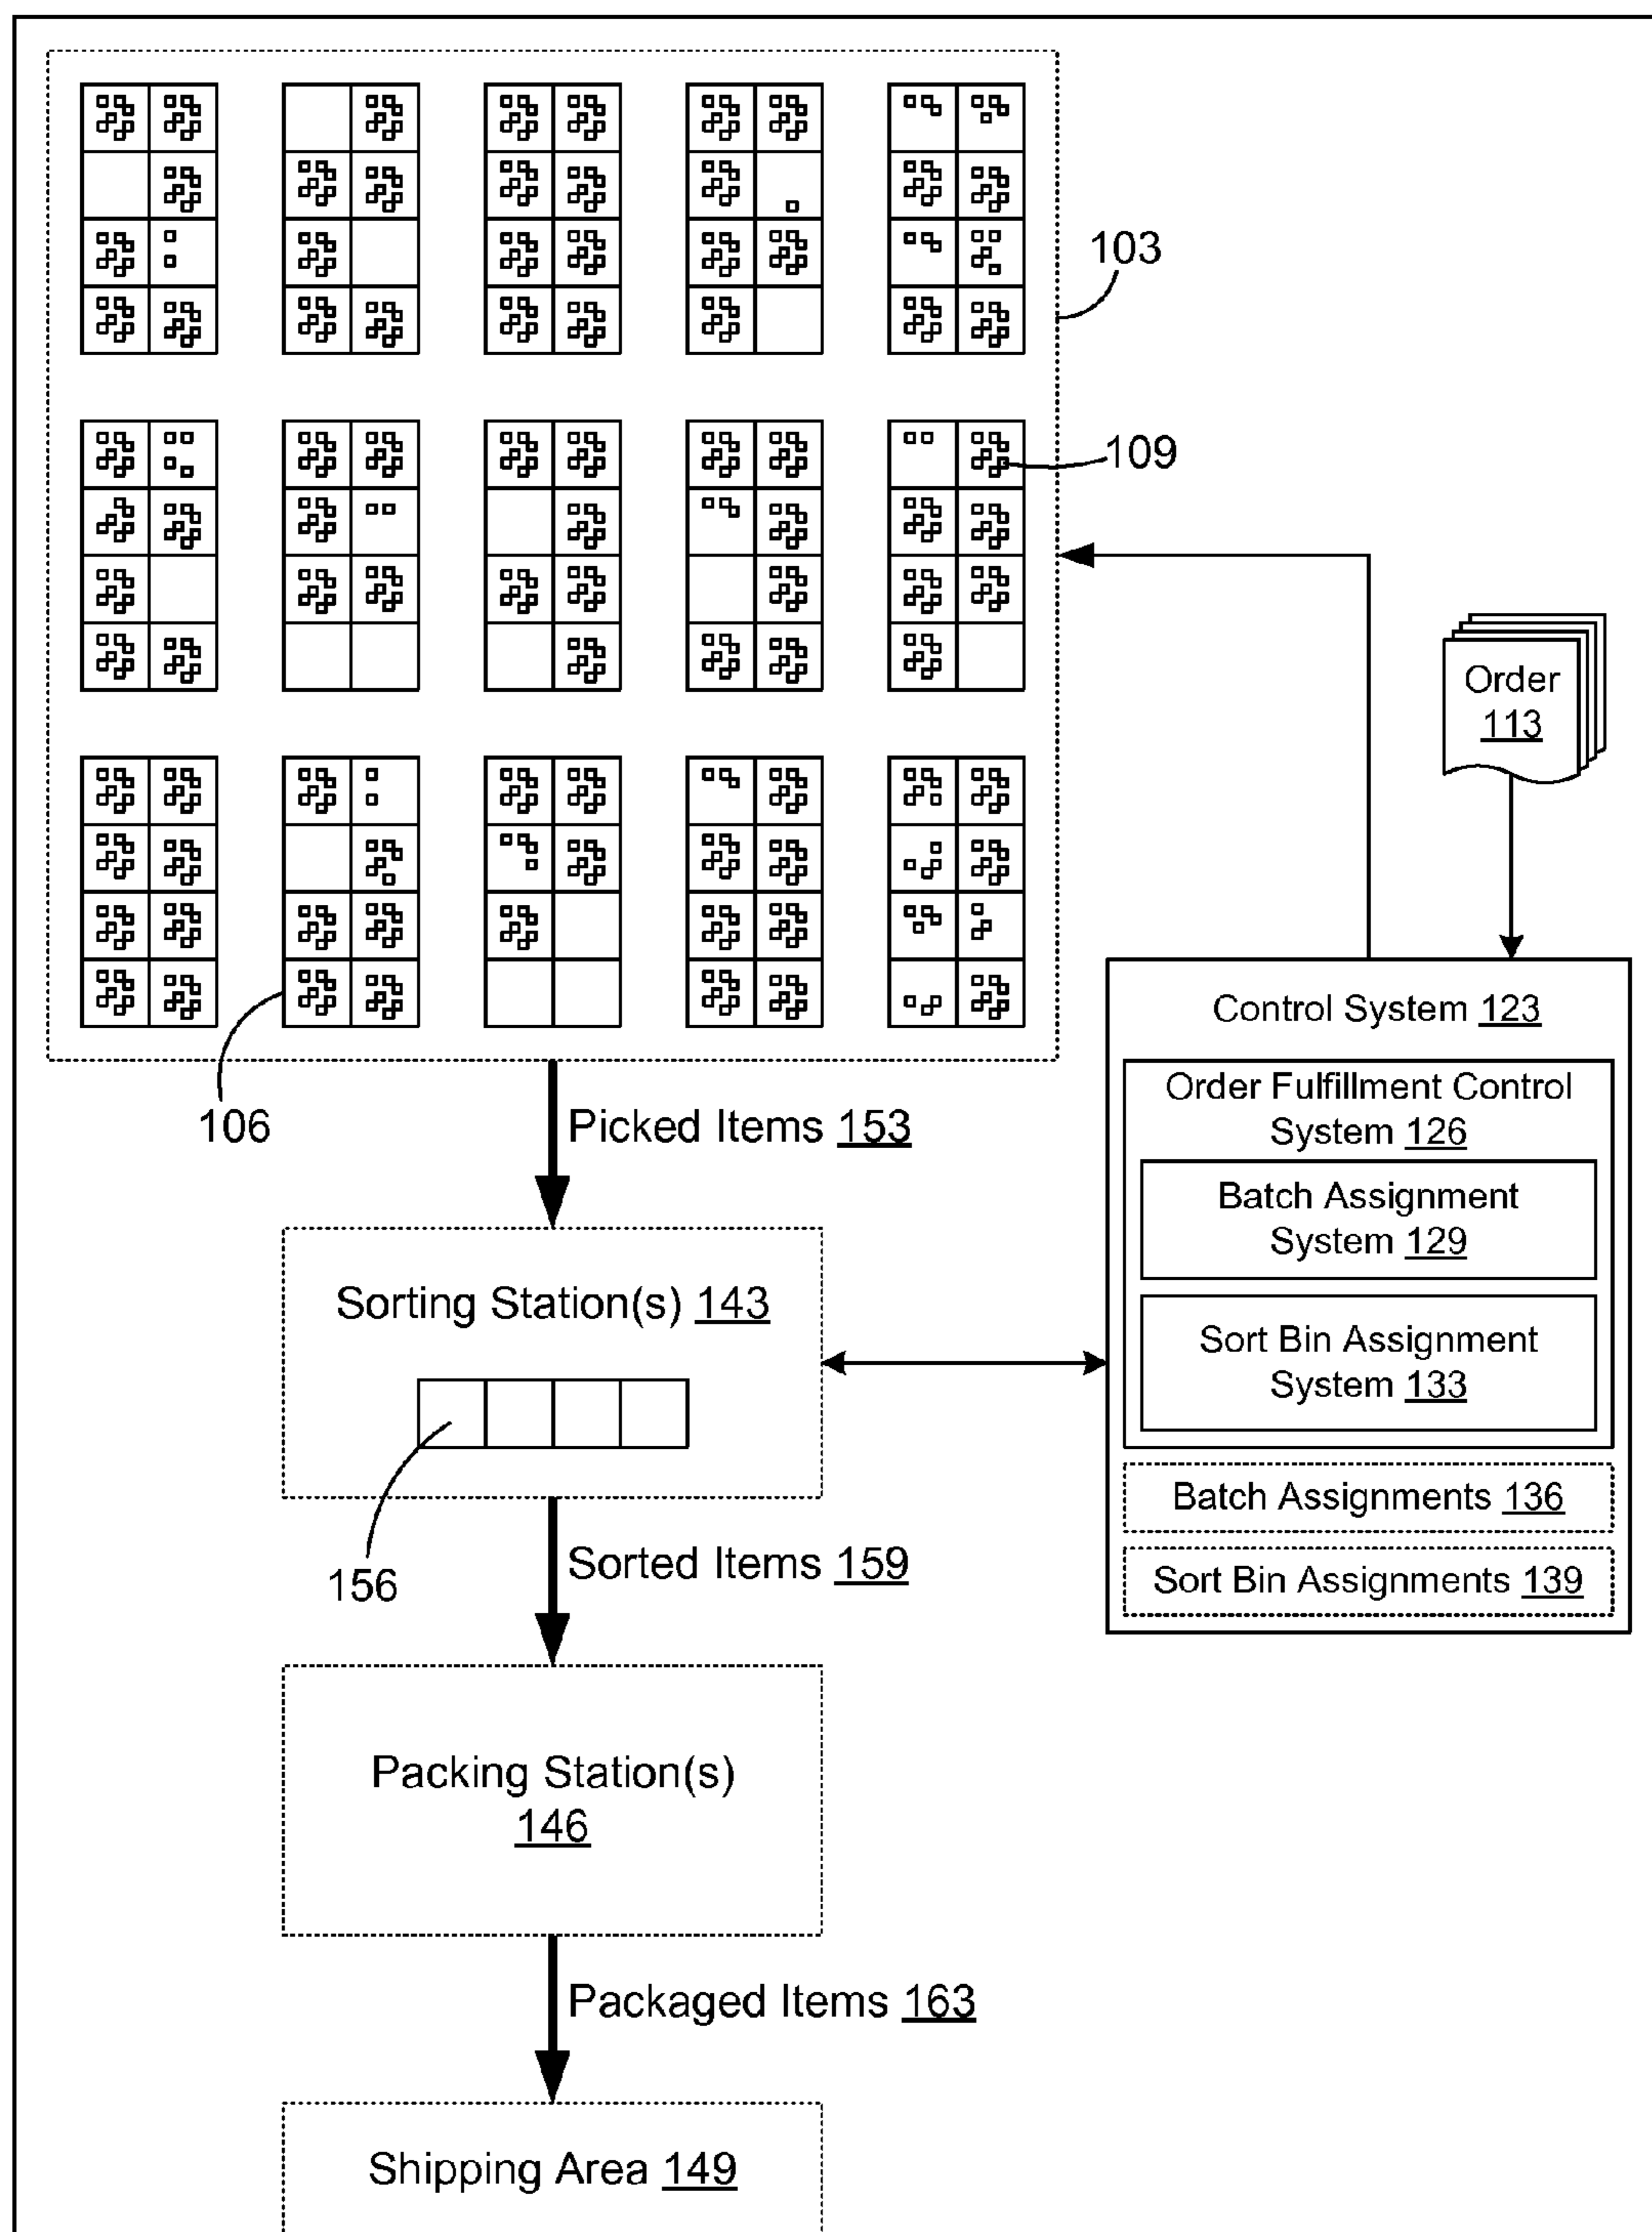 103
109
Order
113
106
Picked Items 153
Control System 123
Order Fulfillment Control
System 126
Batch Assignment
System 129
Sort Bin Assignment
System 133
Batch Assignments 136
Sort Bin Assignments 139
Sorting Station(s) 143
156
Sorted Items 159
Packing Station(s)
146
Packaged Items 163
Shipping Area 149